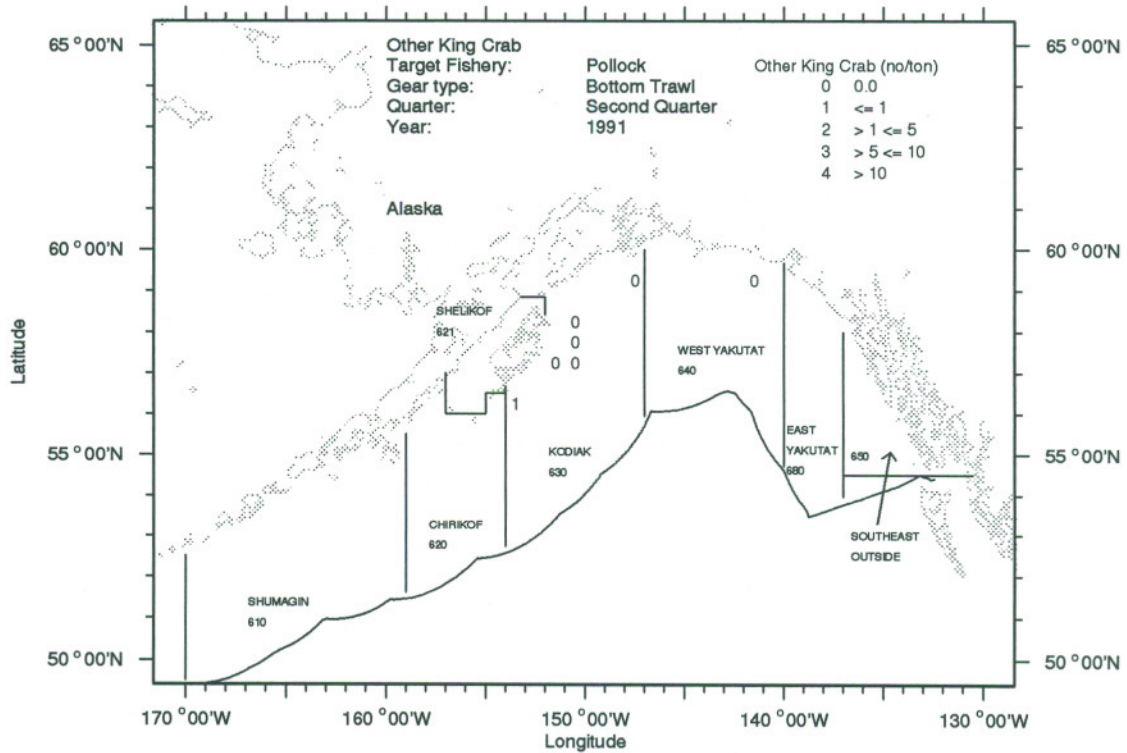 65 °00'N
65 °00'N
Other King Crab
Target Fishery: Pollock
Gear type: Bottom Trawl
Quarter: Second Quarter
Year: 1991
Other King Crab (no/ton)
0 0.0
1 <= 1
2 > 1 <= 5
3 > 5 <= 10
4 > 10
Alaska
60 °00'N
60 °00'N
0
0
SHELIKOF
621
0
0
0 0
WEST YAKUTAT
640
1
55 °00'N
55 °00'N
KODIAK
630
EAST
YAKUTAT
680
650
CHIRIKOF
620
SOUTHEAST
OUTSIDE
SHUMAGIN
610
50 °00'N
50 °00'N
Latitude
170 °00'W
160 °00'W
150 °00'W
140 °00'W
130 °00'W
Longitude